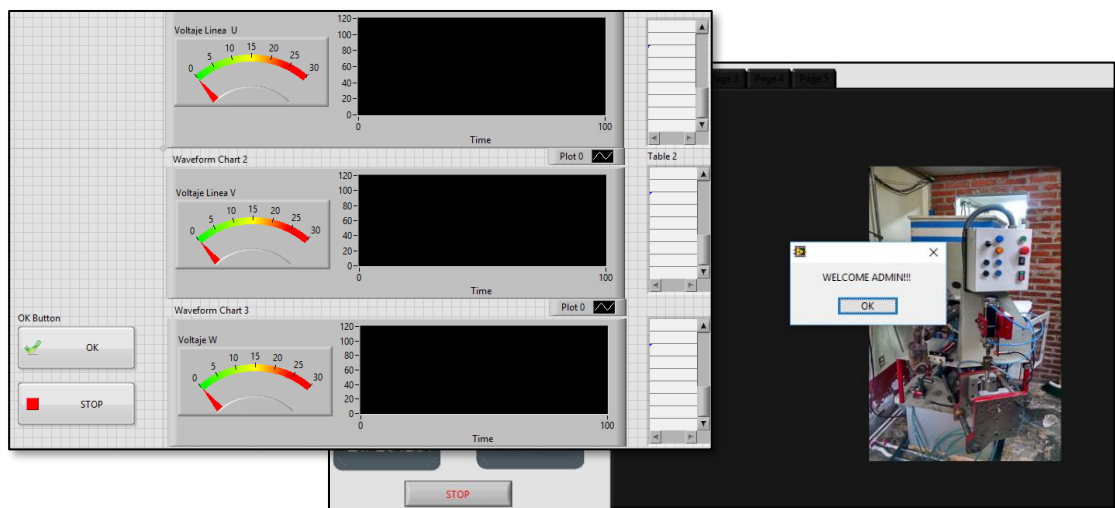 Voltaje Linea U
0 5 10 15 20 25 30
120
100
80
60
40
20
0
0 100
Time
Waveform Chart 2
Plot 0
Table 2
Voltaje Linea V
0 5 10 15 20 25 30
120
100
80
60
40
20
0
0 100
Time
Waveform Chart 3
Plot 0
Voltaje W
0 5 10 15 20 25 30
120
100
80
60
40
20
0
0 100
Time
OK Button
OK
STOP
Page 3 Page 4 Page 5
WELCOME ADMIN!!!
OK
STOP